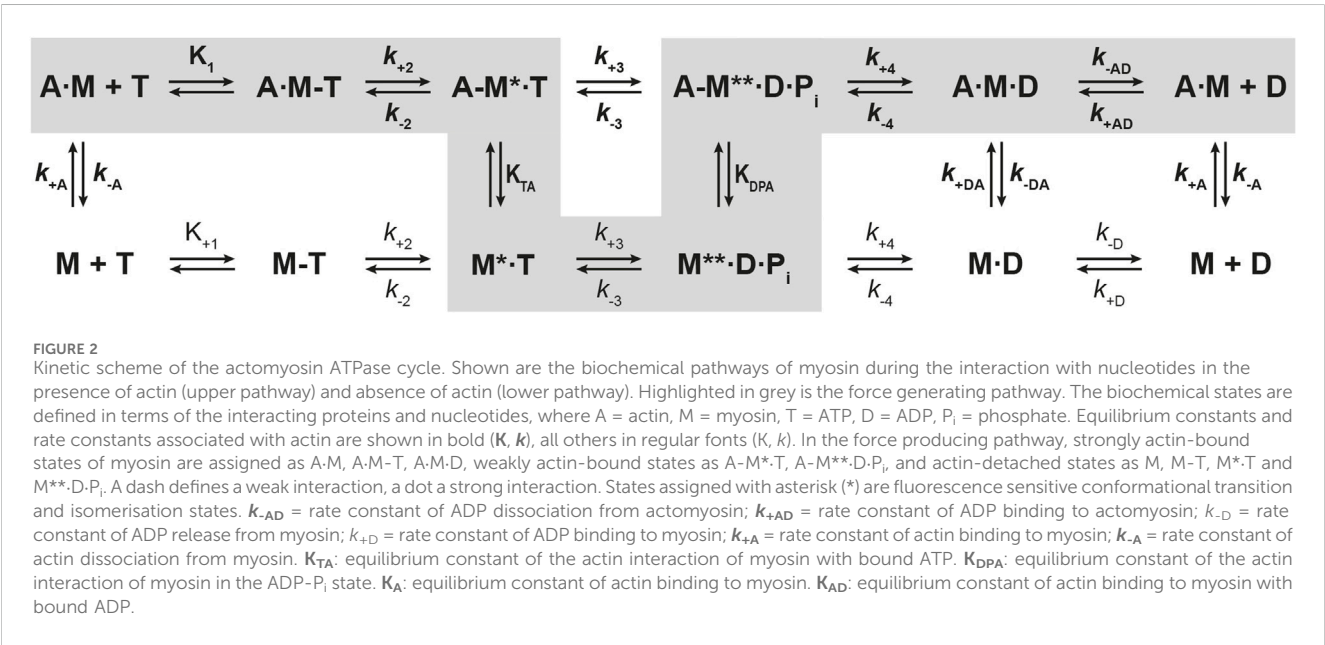 K1 k+2 k+3 k+4 k-AD
A·M + T A·M-T A-M*·T A-M**·D·Pi A·M·D A·M + D
k-2 k-3 k-4 k+AD
k+A k-A KTA KDPA k+DA k-DA k+A k-A
K+1 k+2 k+3 k+4 k-D
M + T M-T M*·T M**·D·Pi M·D M + D
k-2 k-3 k-4 k+D
FIGURE 2
Kinetic scheme of the actomyosin ATPase cycle. Shown are the biochemical pathways of myosin during the interaction with nucleotides in the
presence of actin (upper pathway) and absence of actin (lower pathway). Highlighted in grey is the force generating pathway. The biochemical states are
defined in terms of the interacting proteins and nucleotides, where A = actin, M = myosin, T = ATP, D = ADP, Pi = phosphate. Equilibrium constants and
rate constants associated with actin are shown in bold (K, k), all others in regular fonts (K, k). In the force producing pathway, strongly actin-bound
states of myosin are assigned as A·M, A·M-T, A·M·D, weakly actin-bound states as A-M*·T, A-M**·D·Pi, and actin-detached states as M, M-T, M*·T and
M**·D·Pi. A dash defines a weak interaction, a dot a strong interaction. States assigned with asterisk (*) are fluorescence sensitive conformational transition
and isomerisation states. k-AD = rate constant of ADP dissociation from actomyosin; k+AD = rate constant of ADP binding to actomyosin; k-D = rate
constant of ADP release from myosin; k+D = rate constant of ADP binding to myosin; k+A = rate constant of actin binding to myosin; k-A = rate constant of
actin dissociation from myosin. KTA: equilibrium constant of the actin interaction of myosin with bound ATP. KDPA: equilibrium constant of the actin
interaction of myosin in the ADP-Pi state. KA: equilibrium constant of actin binding to myosin. KAD: equilibrium constant of actin binding to myosin with
bound ADP.